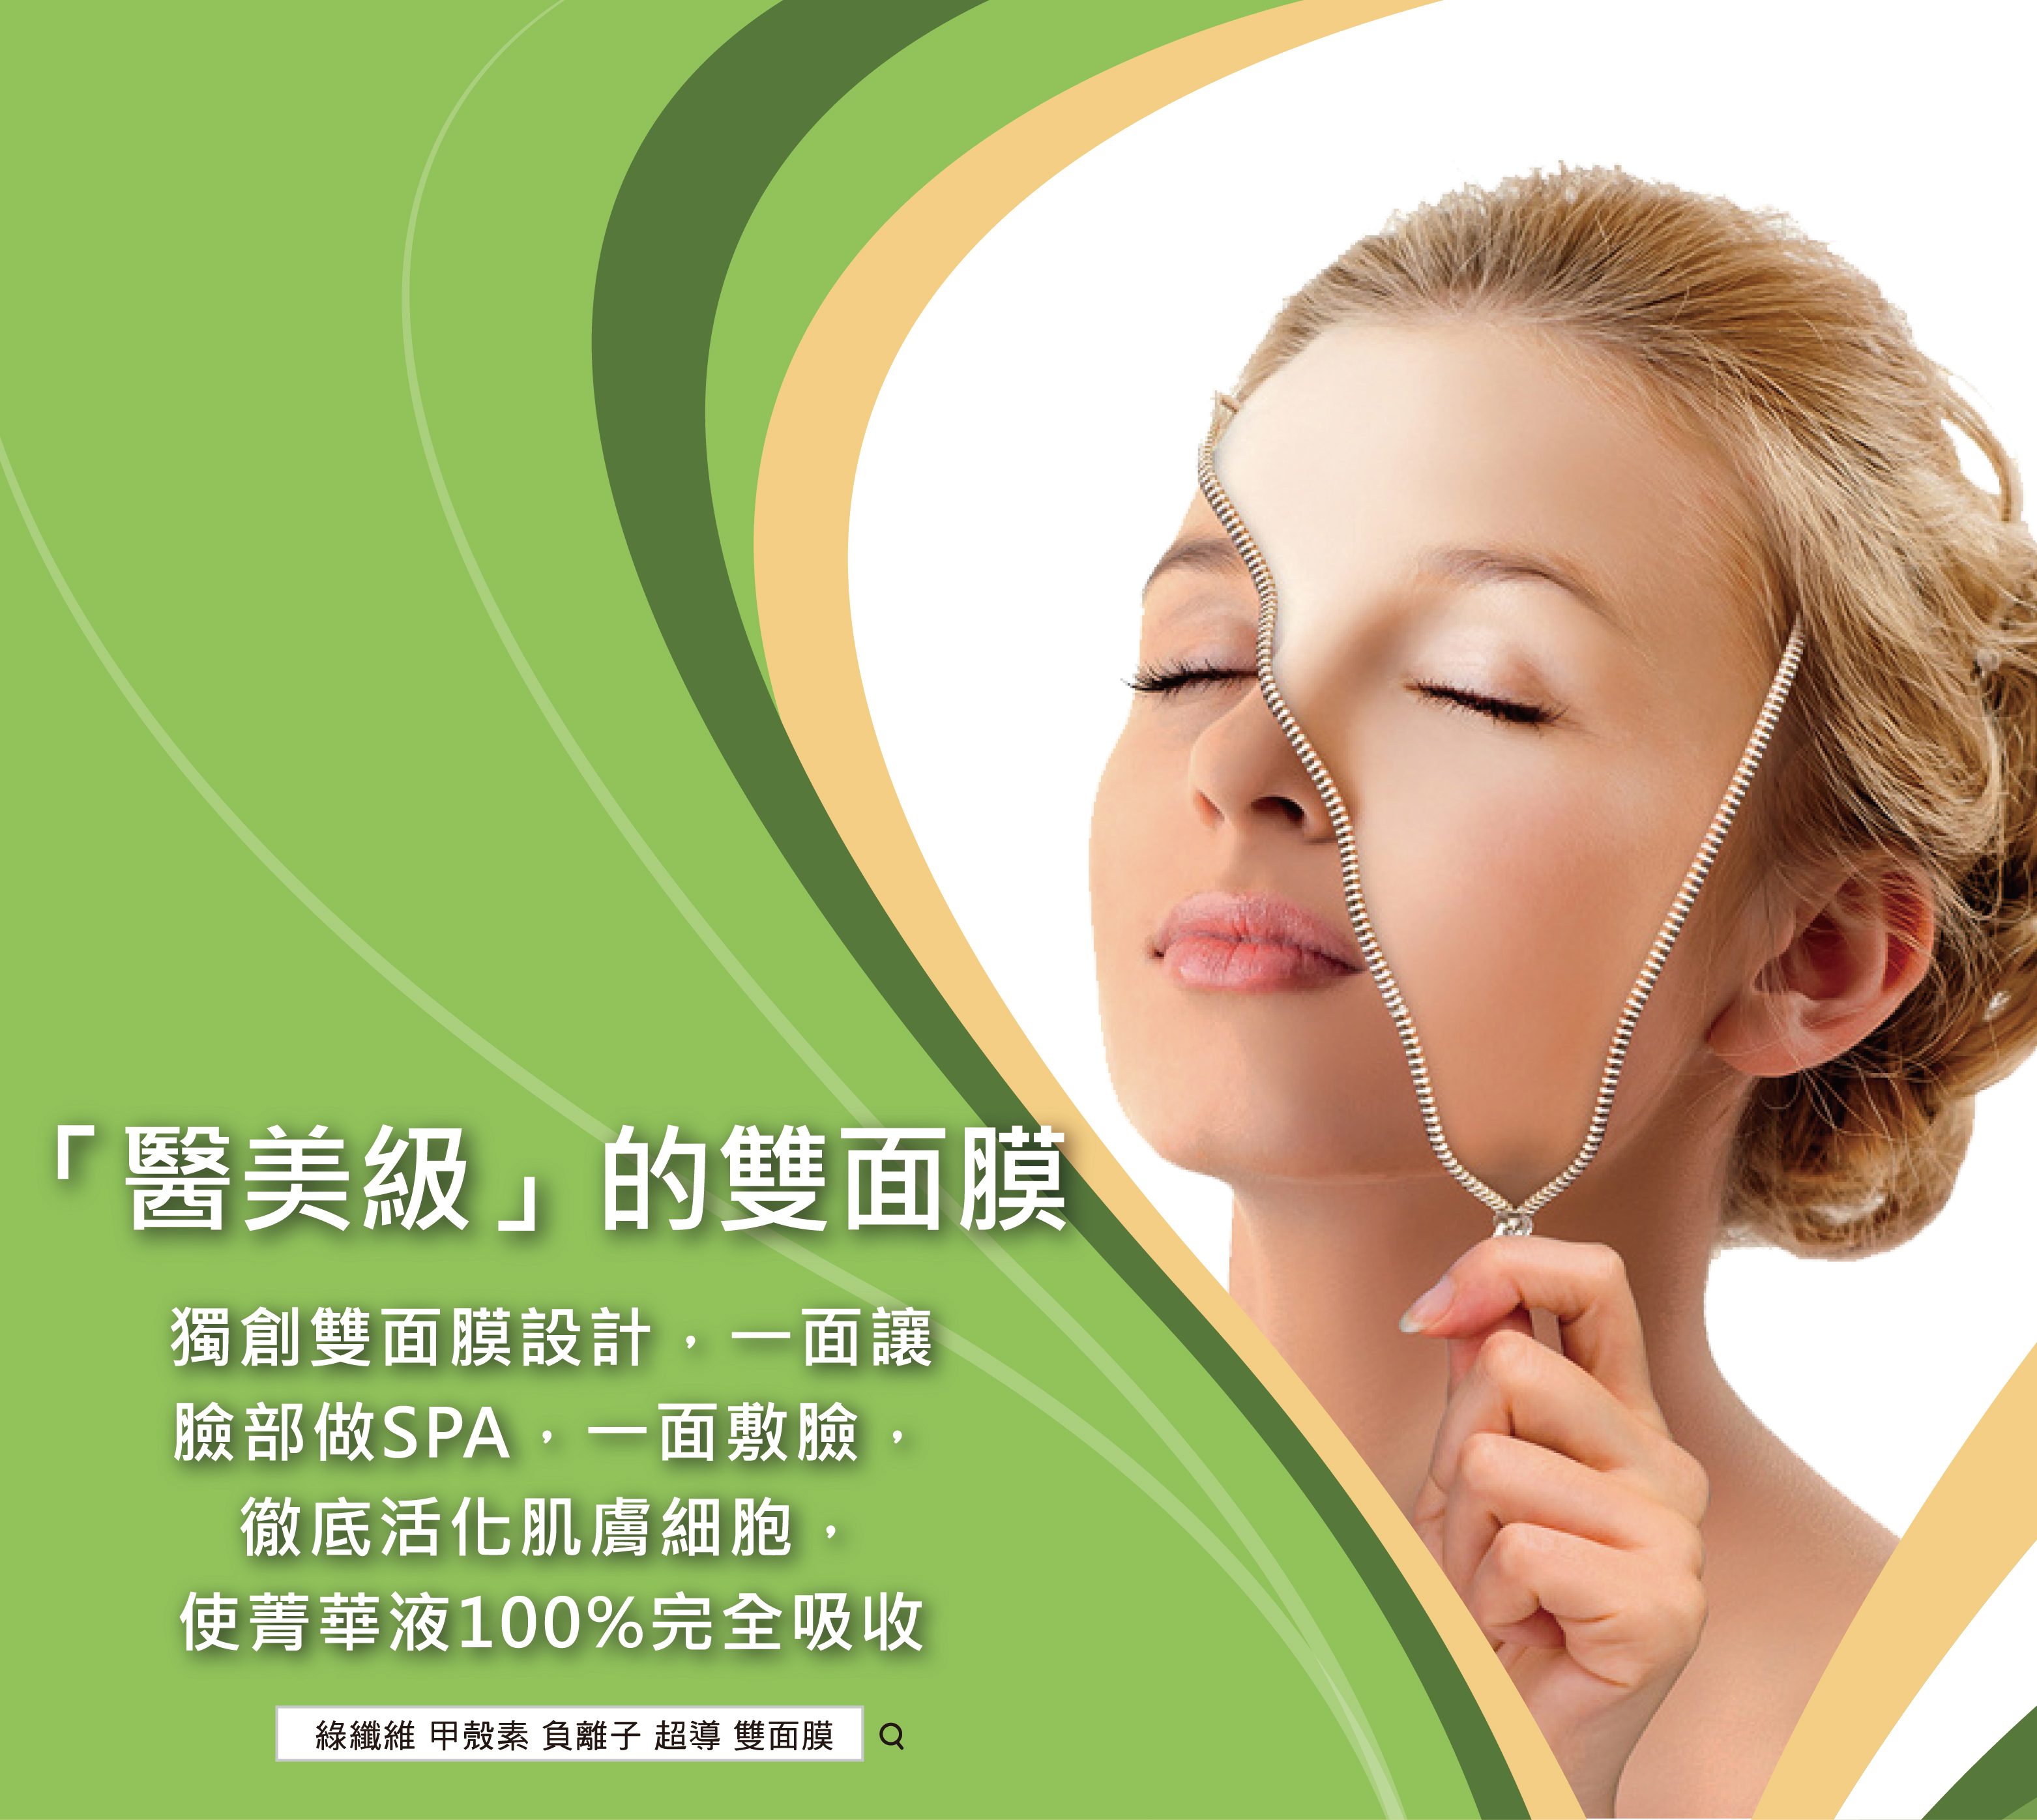 「醫美級」的雙面膜
獨創雙面膜設計，一面讓
臉部做SPA，一面敷臉，
徹底活化肌膚細胞，
使菁華液100%完全吸收
綠纖維 甲殼素 負離子 超導 雙面膜